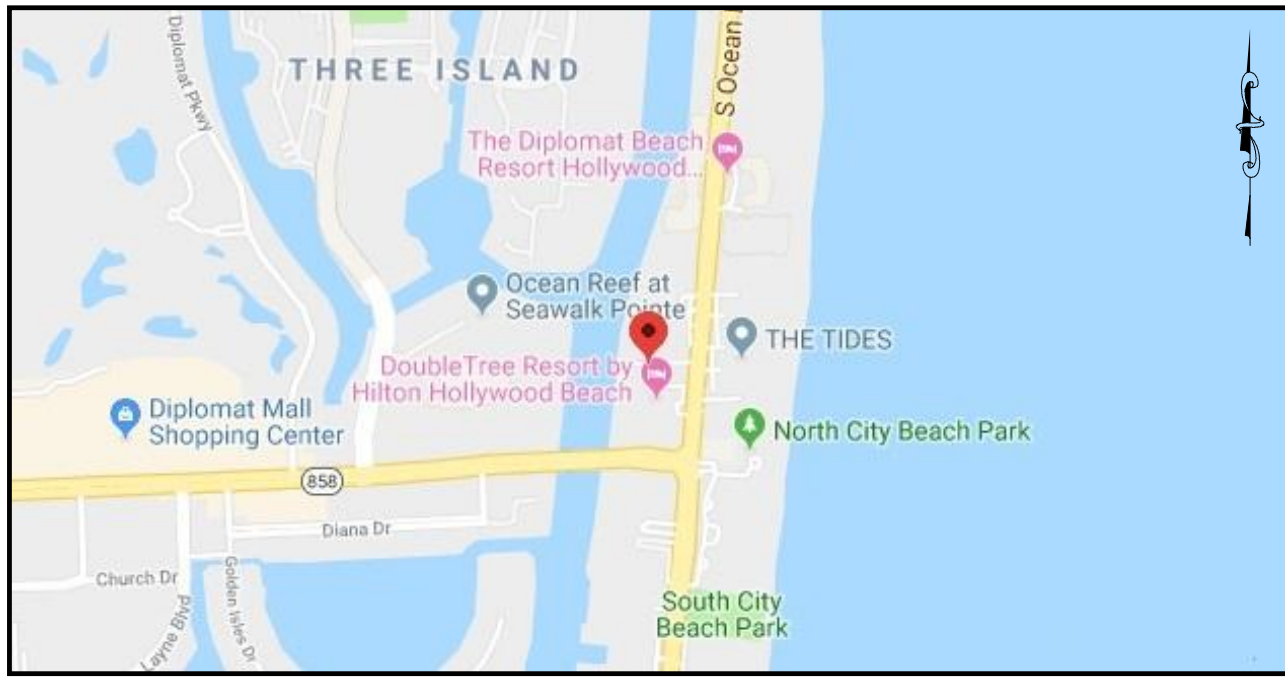 Diplomat Pkwy
THREE ISLAND
S Ocean
The Diplomat Beach
Resort Hollywood...
Ocean Reef at
Seawalk Pointe
THE TIDES
DoubleTree Resort by
Hilton Hollywood Beach
Diplomat Mall
Shopping Center
North City Beach Park
858
Diana Dr
Church Dr
Golden Isles Dr
Layne Blvd
South City
Beach Park